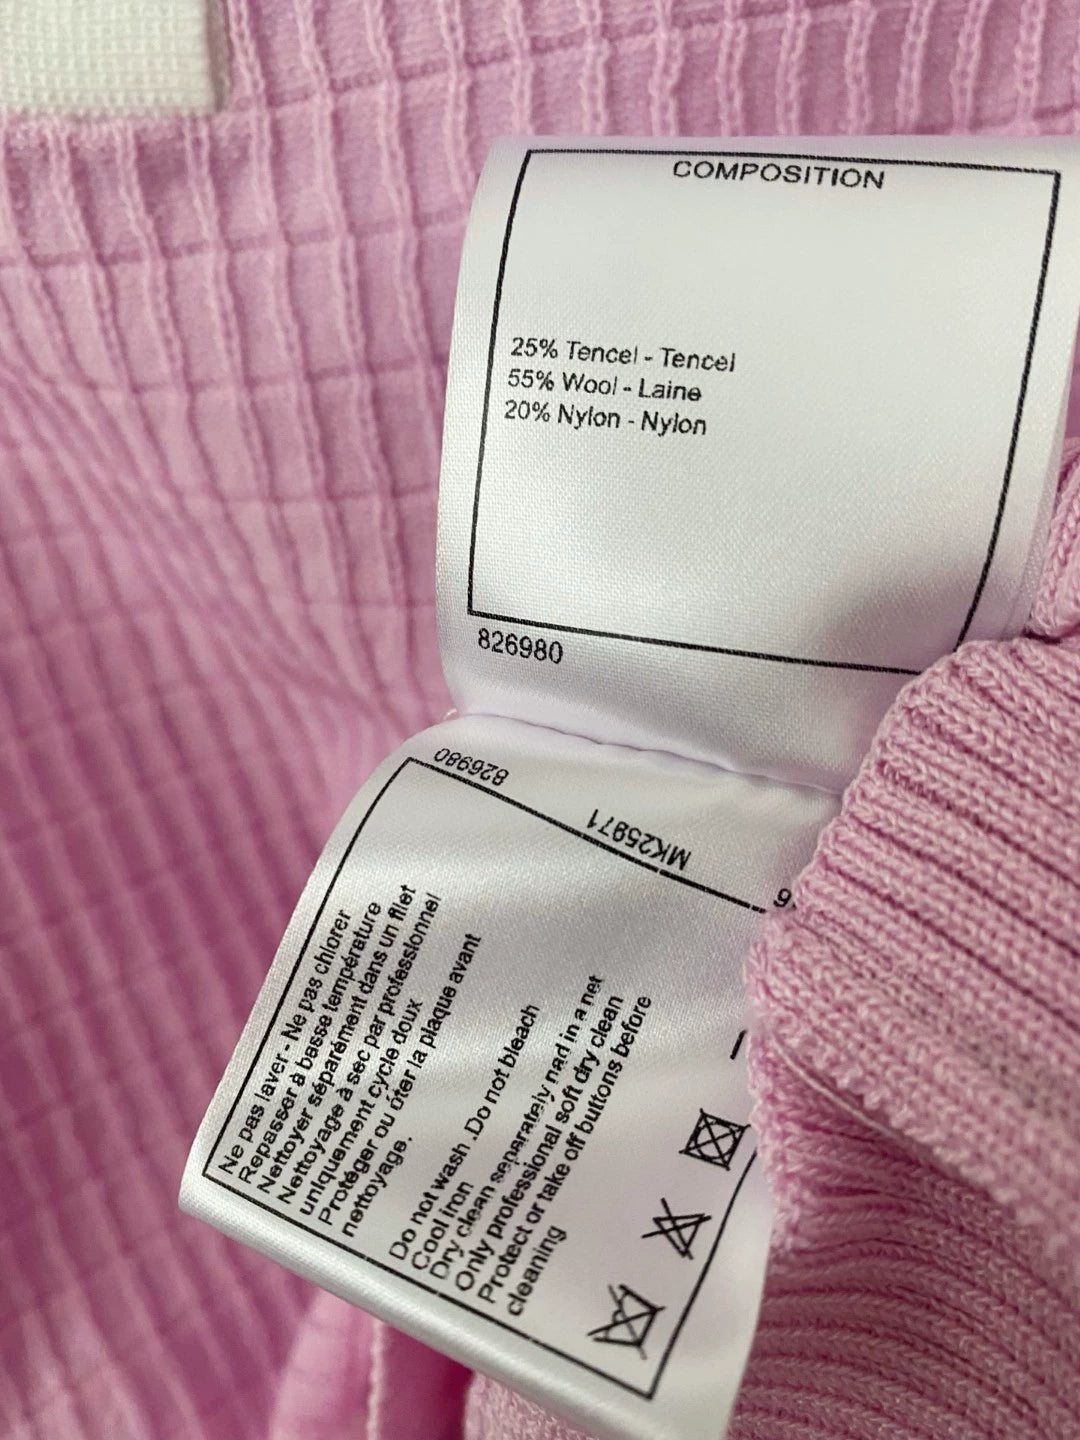 COMPOSITION
25% Tencel - Tencel
55% Wool - Laine
20% Nylon - Nylon
826980
826980
MK25971
Ne pas laver - Ne pas chlorer
Repasser à basse température
Nettoyer séparément dans un filet
Nettoyage à sec par professionnel
uniquement cycle doux
Protéger ou ôter la plaque avant
nettoyage.
Do not wash .Do not bleach
Cool iron
Dry clean separately nad in a net
Only professional soft dry clean
Protect or take off buttons before
cleaning